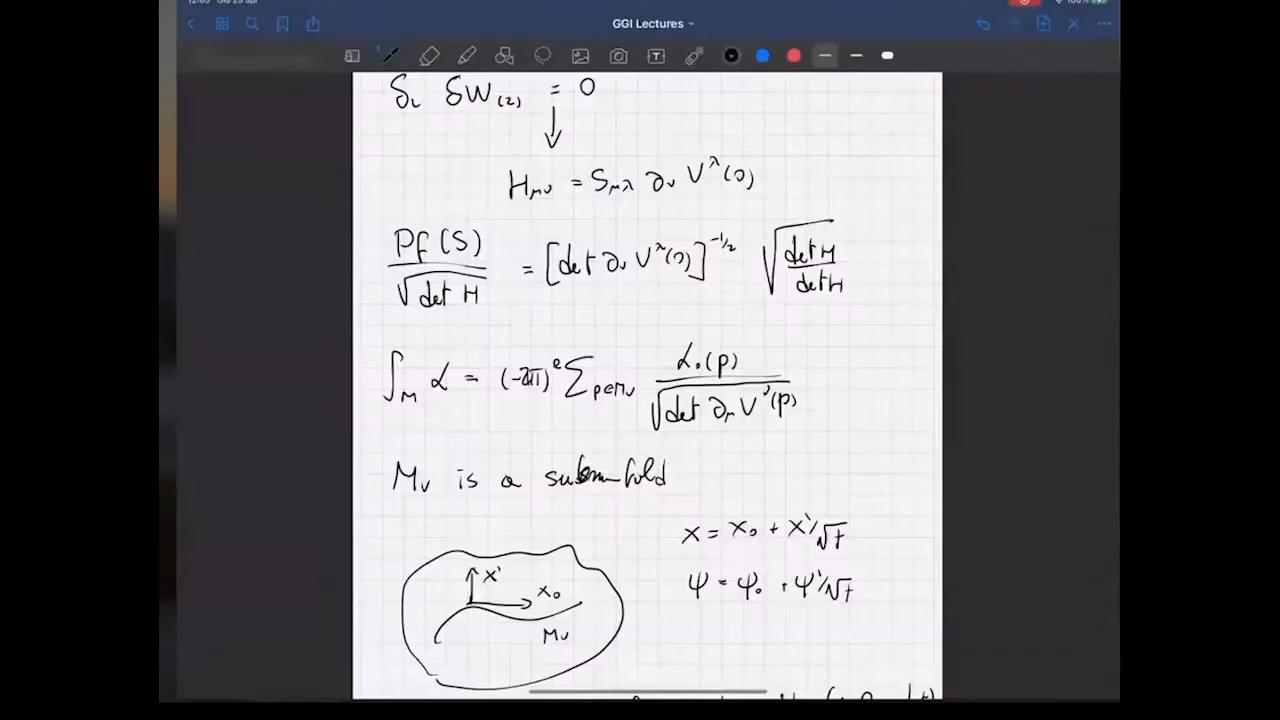 GGI Lectures
δ_L δW_(2) = 0
↓
H_μν = S_μλ ∂_ν V^λ(0)
Pf(S) / √det H = [det ∂_ν V^λ(0)]^{-1/2} √(det H / det H)
∫_M α = (-2π)^ℓ Σ_{p∈M_V} α_0(p) / √det ∂_μ V^ν(p)
M_V is a submnfold
x = x_0 + x'/√t
ψ = ψ_0 + ψ'/√t
x'
x_0
M_V